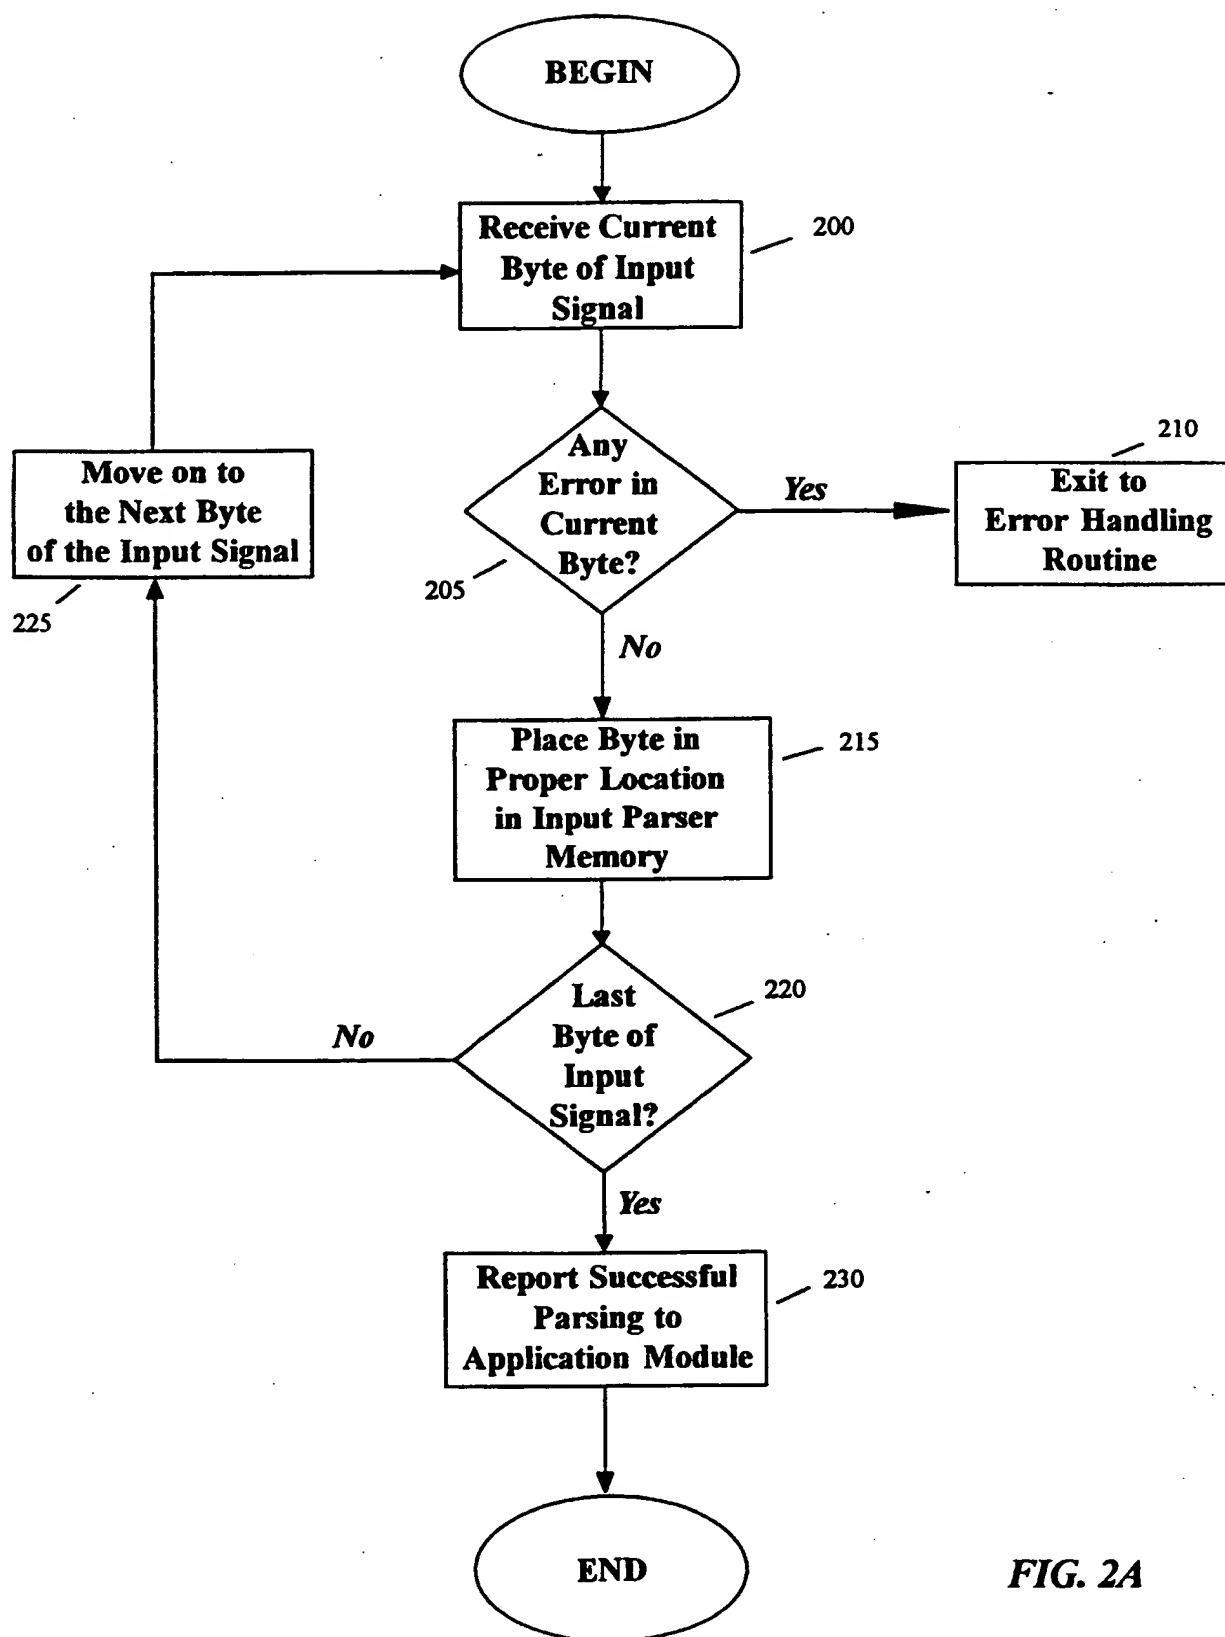 BEGIN
Receive Current
Byte of Input
Signal
200
Any
Error in
Current
Byte?
205
Yes
210
Exit to
Error Handling
Routine
Move on to
the Next Byte
of the Input Signal
225
No
Place Byte in
Proper Location
in Input Parser
Memory
215
Last
Byte of
Input
Signal?
220
No
Yes
Report Successful
Parsing to
Application Module
230
END
FIG. 2A